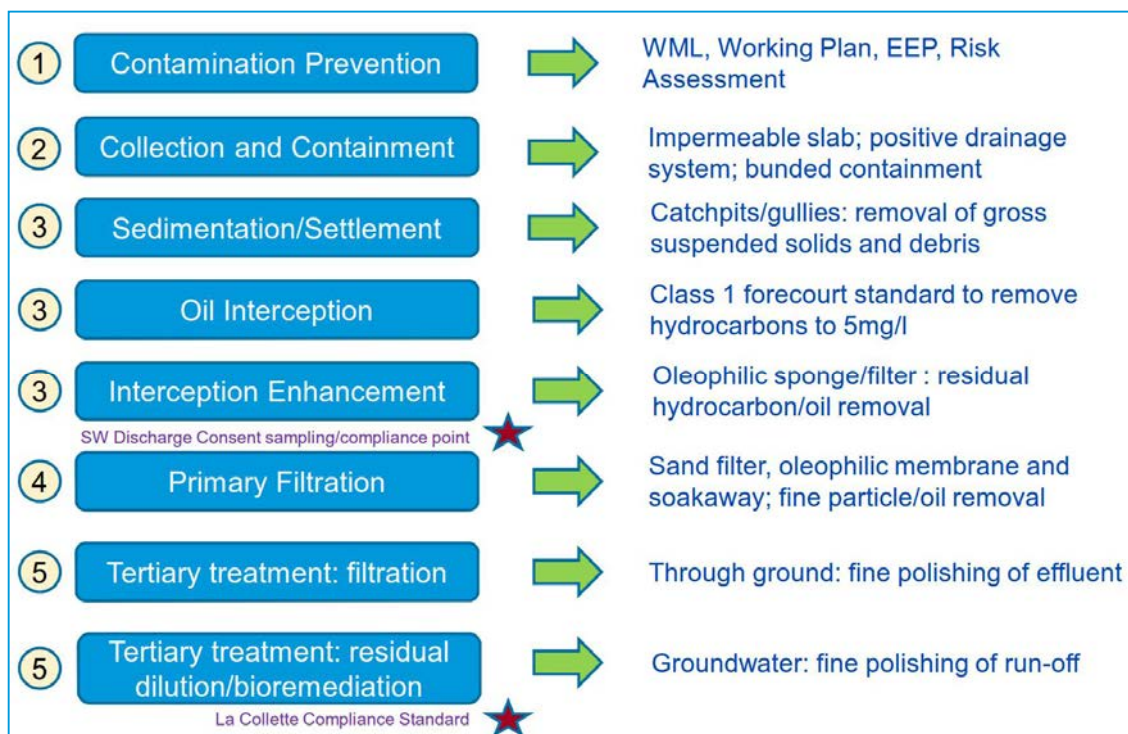 1
Contamination Prevention
WML, Working Plan, EEP, Risk
Assessment
2
Collection and Containment
Impermeable slab; positive drainage
system; bunded containment
3
Sedimentation/Settlement
Catchpits/gullies: removal of gross
suspended solids and debris
3
Oil Interception
Class 1 forecourt standard to remove
hydrocarbons to 5mg/l
3
Interception Enhancement
Oleophilic sponge/filter : residual
hydrocarbon/oil removal
SW Discharge Consent sampling/compliance point
4
Primary Filtration
Sand filter, oleophilic membrane and
soakaway; fine particle/oil removal
5
Tertiary treatment: filtration
Through ground: fine polishing of effluent
5
Tertiary treatment: residual
dilution/bioremediation
Groundwater: fine polishing of run-off
La Collette Compliance Standard